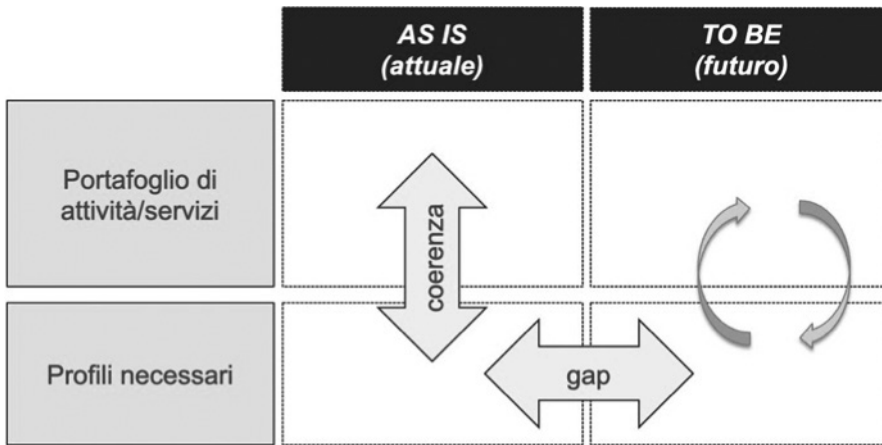 AS IS
(attuale)
TO BE
(futuro)
Portafoglio di
attività/servizi
coerenza
Profili necessari
gap